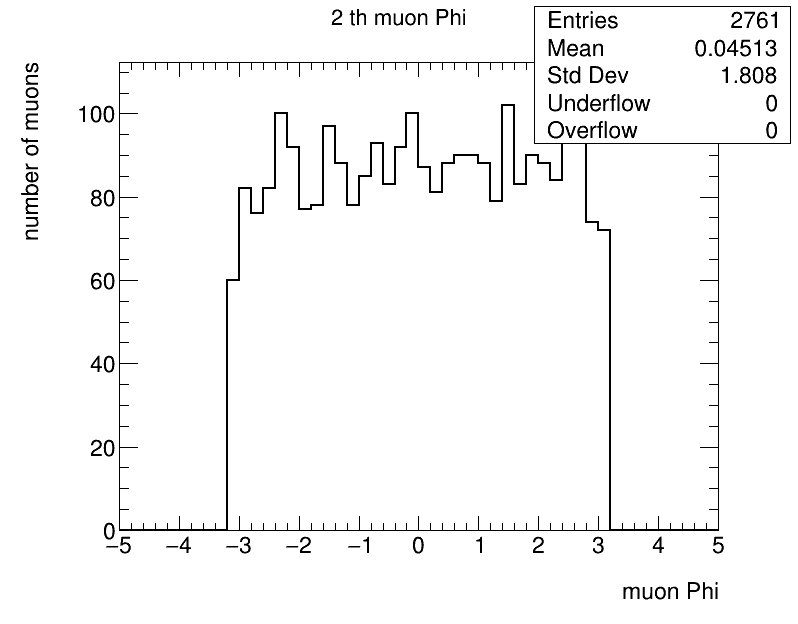 2 th muon Phi
Entries 2761
Mean 0.04513
Std Dev 1.808
Underflow 0
Overflow 0
number of muons
100
80
60
40
20
0
−5 −4 −3 −2 −1 0 1 2 3 4 5
muon Phi